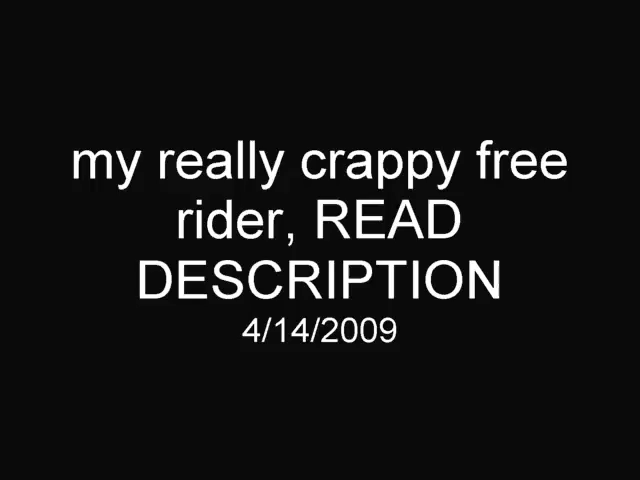 my really crappy free
rider, READ
DESCRIPTION
4/14/2009